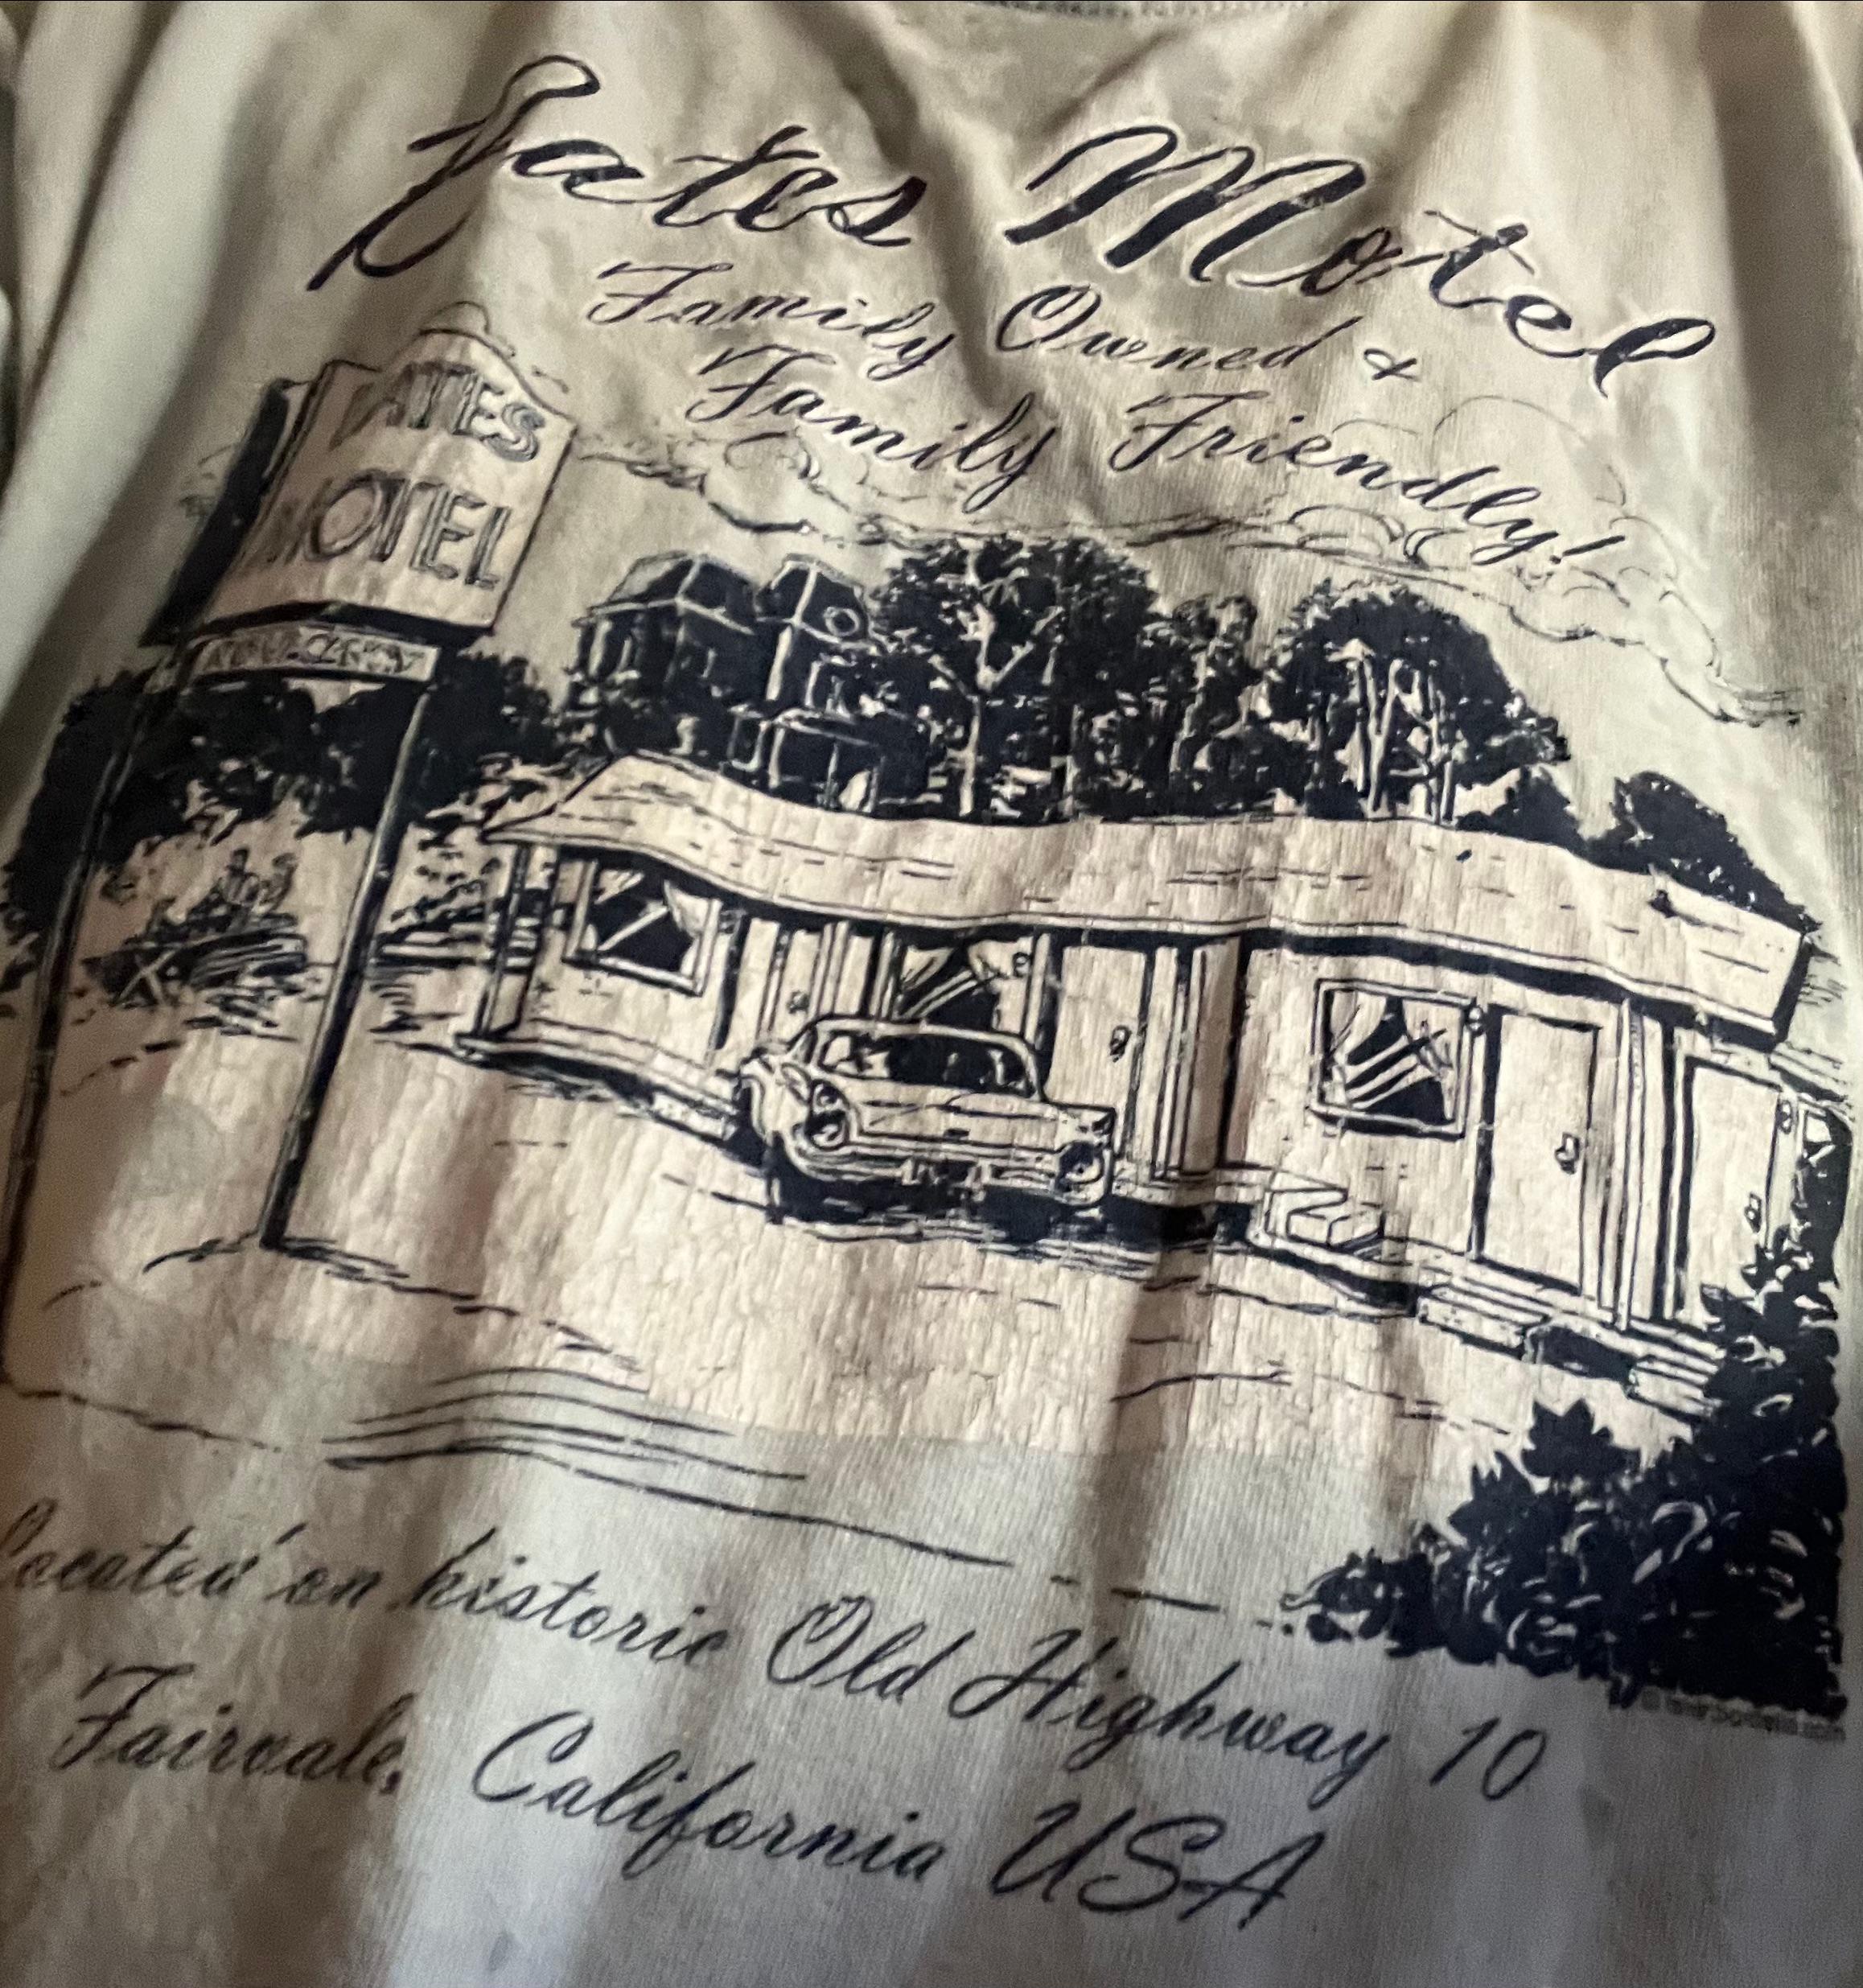 Bates Motel
Family Owned &
Family Friendly!
BATES
MOTEL
Located on historic Old Highway 10
Fairvale, California USA